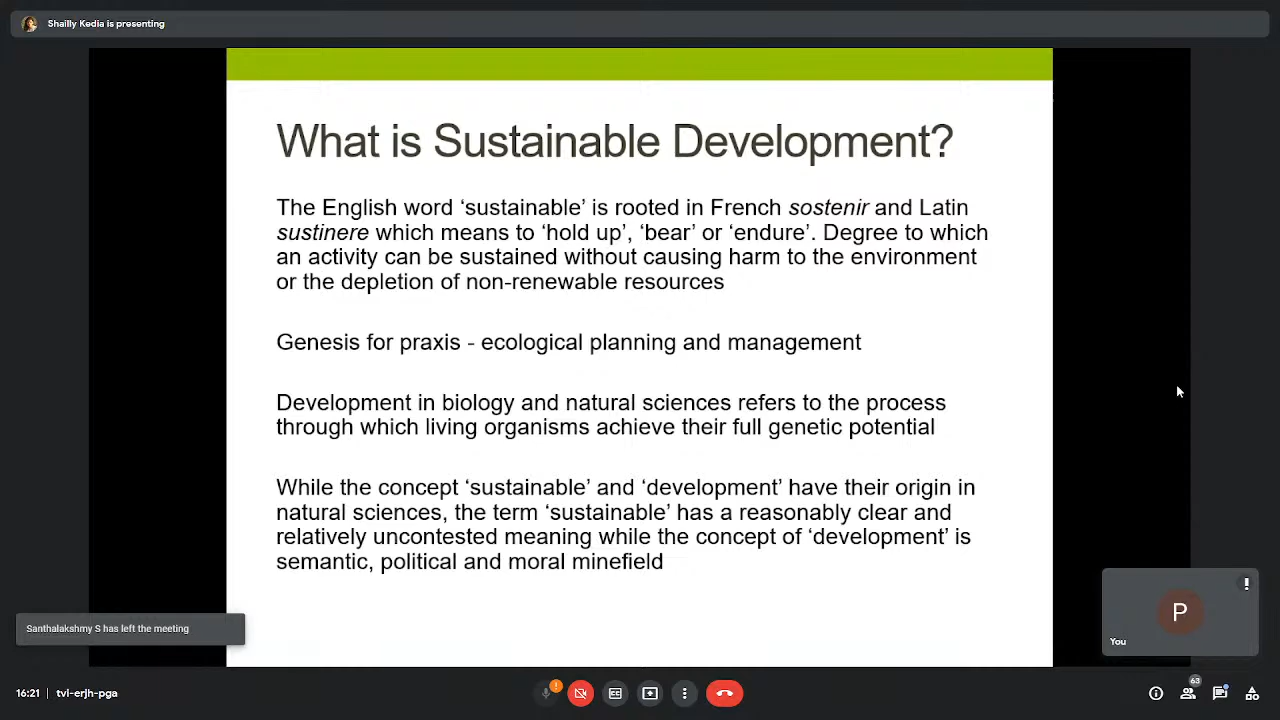 Shailly Kedia is presenting
What is Sustainable Development?
The English word ‘sustainable’ is rooted in French sostenir and Latin
sustinere which means to ‘hold up’, ‘bear’ or ‘endure’. Degree to which
an activity can be sustained without causing harm to the environment
or the depletion of non-renewable resources
Genesis for praxis - ecological planning and management
Development in biology and natural sciences refers to the process
through which living organisms achieve their full genetic potential
While the concept ‘sustainable’ and ‘development’ have their origin in
natural sciences, the term ‘sustainable’ has a reasonably clear and
relatively uncontested meaning while the concept of ‘development’ is
semantic, political and moral minefield
P
You
Santhalakshmy S has left the meeting
16:21 | tvi-erjh-pga
63